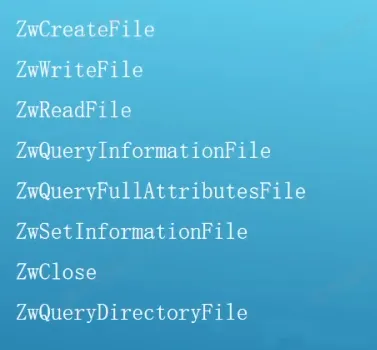 ZwCreateFile
ZwWriteFile
ZwReadFile
ZwQueryInformationFile
ZwQueryFullAttributesFile
ZwSetInformationFile
ZwClose
ZwQueryDirectoryFile